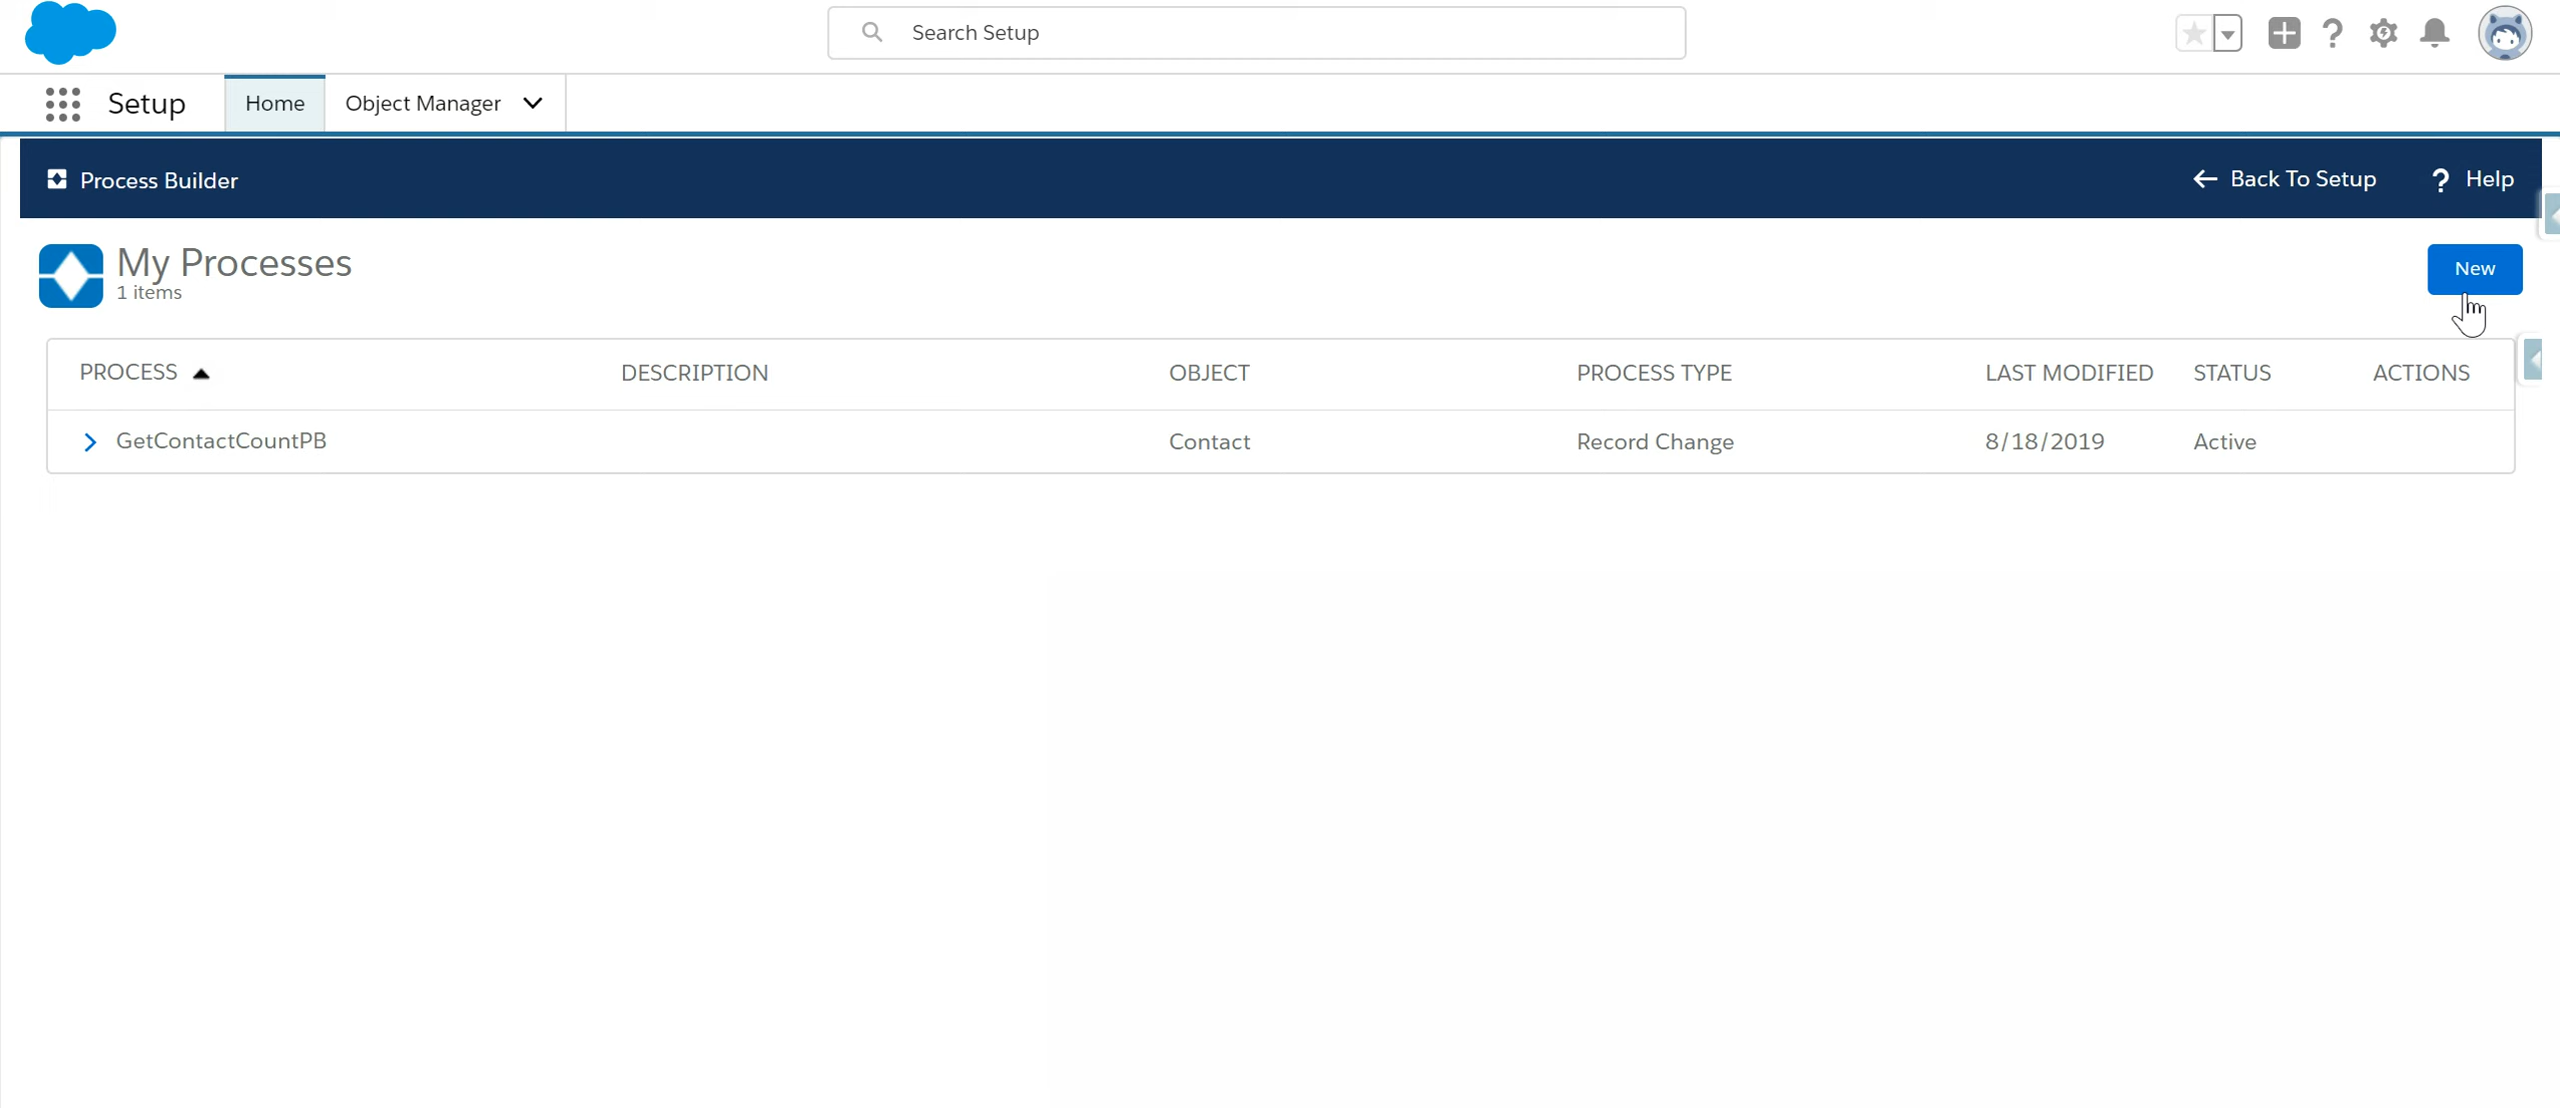 Search Setup
Setup Home Object Manager
Process Builder Back To Setup ? Help
My Processes
1 items
New
PROCESS DESCRIPTION OBJECT PROCESS TYPE LAST MODIFIED STATUS ACTIONS
GetContactCountPB Contact Record Change 8/18/2019 Active